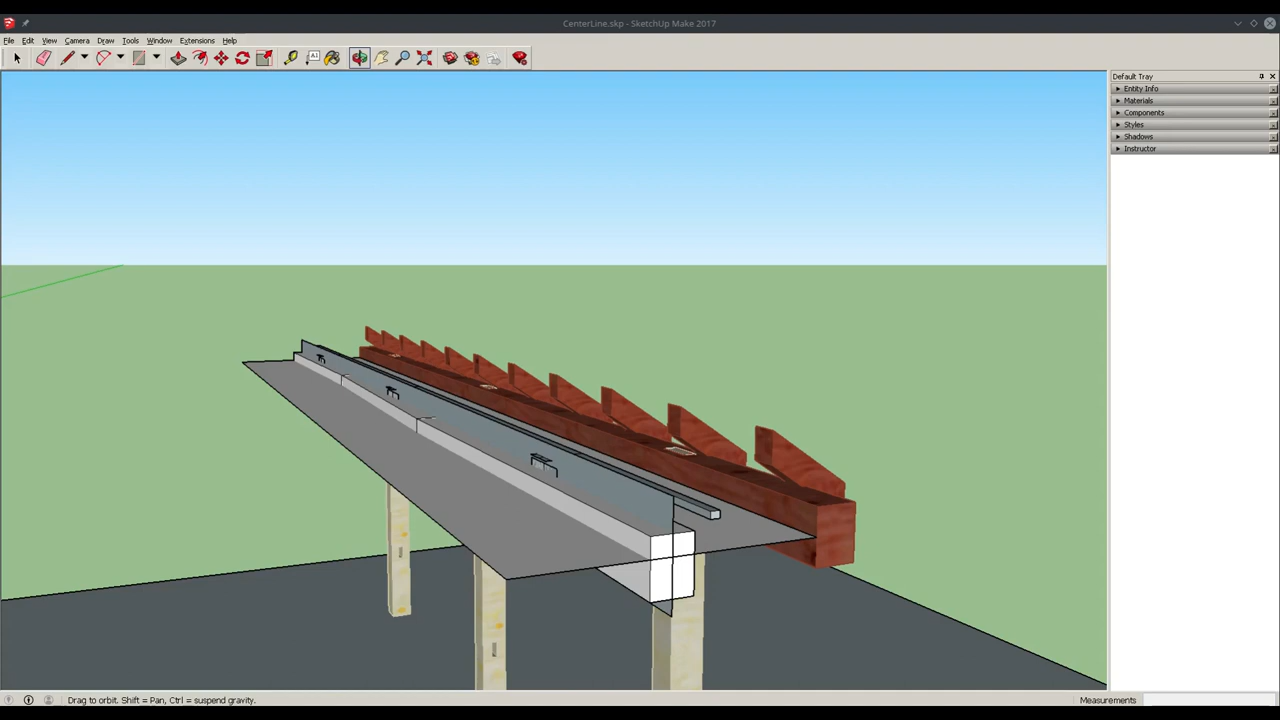 CenterLine.skp - SketchUp Make 2017
File Edit View Camera Draw Tools Window Extensions Help
A1
Default Tray
Entity Info
Materials
Components
Styles
Shadows
Instructor
Drag to orbit. Shift = Pan, Ctrl = suspend gravity.
Measurements